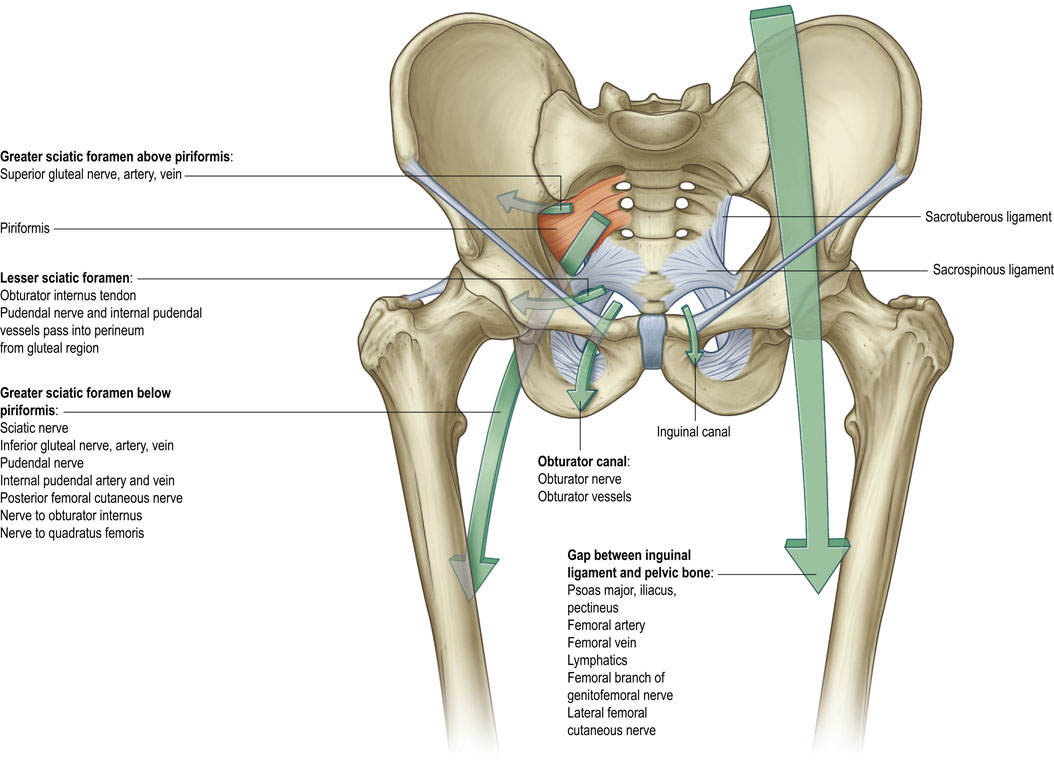 Greater sciatic foramen above piriformis:
Superior gluteal nerve, artery, vein
Piriformis
Lesser sciatic foramen:
Obturator internus tendon
Pudendal nerve and internal pudendal
vessels pass into perineum
from gluteal region
Greater sciatic foramen below
piriformis:
Sciatic nerve
Inferior gluteal nerve, artery, vein
Pudendal nerve
Internal pudendal artery and vein
Posterior femoral cutaneous nerve
Nerve to obturator internus
Nerve to quadratus femoris
Sacrotuberous ligament
Sacrospinous ligament
Inguinal canal
Obturator canal:
Obturator nerve
Obturator vessels
Gap between inguinal
ligament and pelvic bone:
Psoas major, iliacus,
pectineus
Femoral artery
Femoral vein
Lymphatics
Femoral branch of
genitofemoral nerve
Lateral femoral
cutaneous nerve